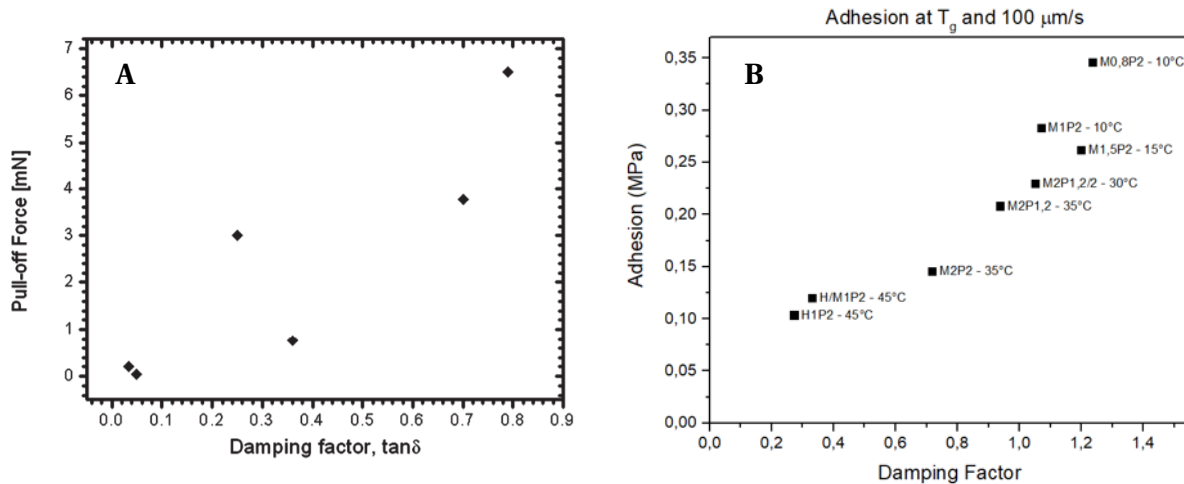 A
Pull-off Force [mN]
7
6
5
4
3
2
1
0
0.0 0.1 0.2 0.3 0.4 0.5 0.6 0.7 0.8 0.9
Damping factor, tanδ
Adhesion at Tg and 100 μm/s
B
Adhesion (MPa)
0,35
0,30
0,25
0,20
0,15
0,10
0,05
0,00
M0,8P2 - 10°C
M1P2 - 10°C
M1,5P2 - 15°C
M2P1,2/2 - 30°C
M2P1,2 - 35°C
M2P2 - 35°C
H/M1P2 - 45°C
H1P2 - 45°C
0,0 0,2 0,4 0,6 0,8 1,0 1,2 1,4
Damping Factor